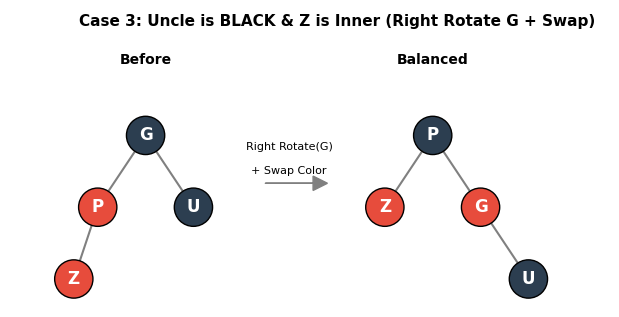 Case 3: Uncle is BLACK & Z is Inner (Right Rotate G + Swap)
Before
Balanced
G
P
U
Z
Right Rotate(G)
+ Swap Color
P
Z
G
U